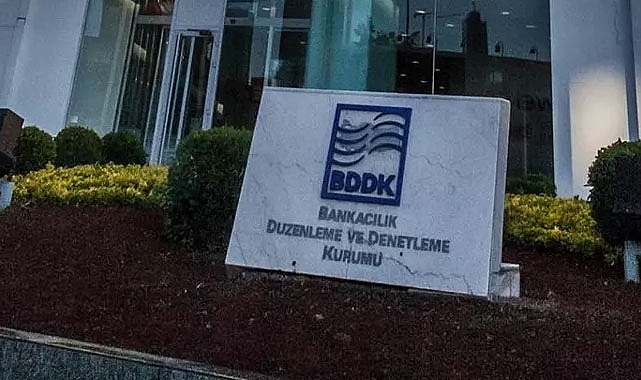 BDDK
BANKACILIK
DUZENLEME VE DENETLEME
KURUMU